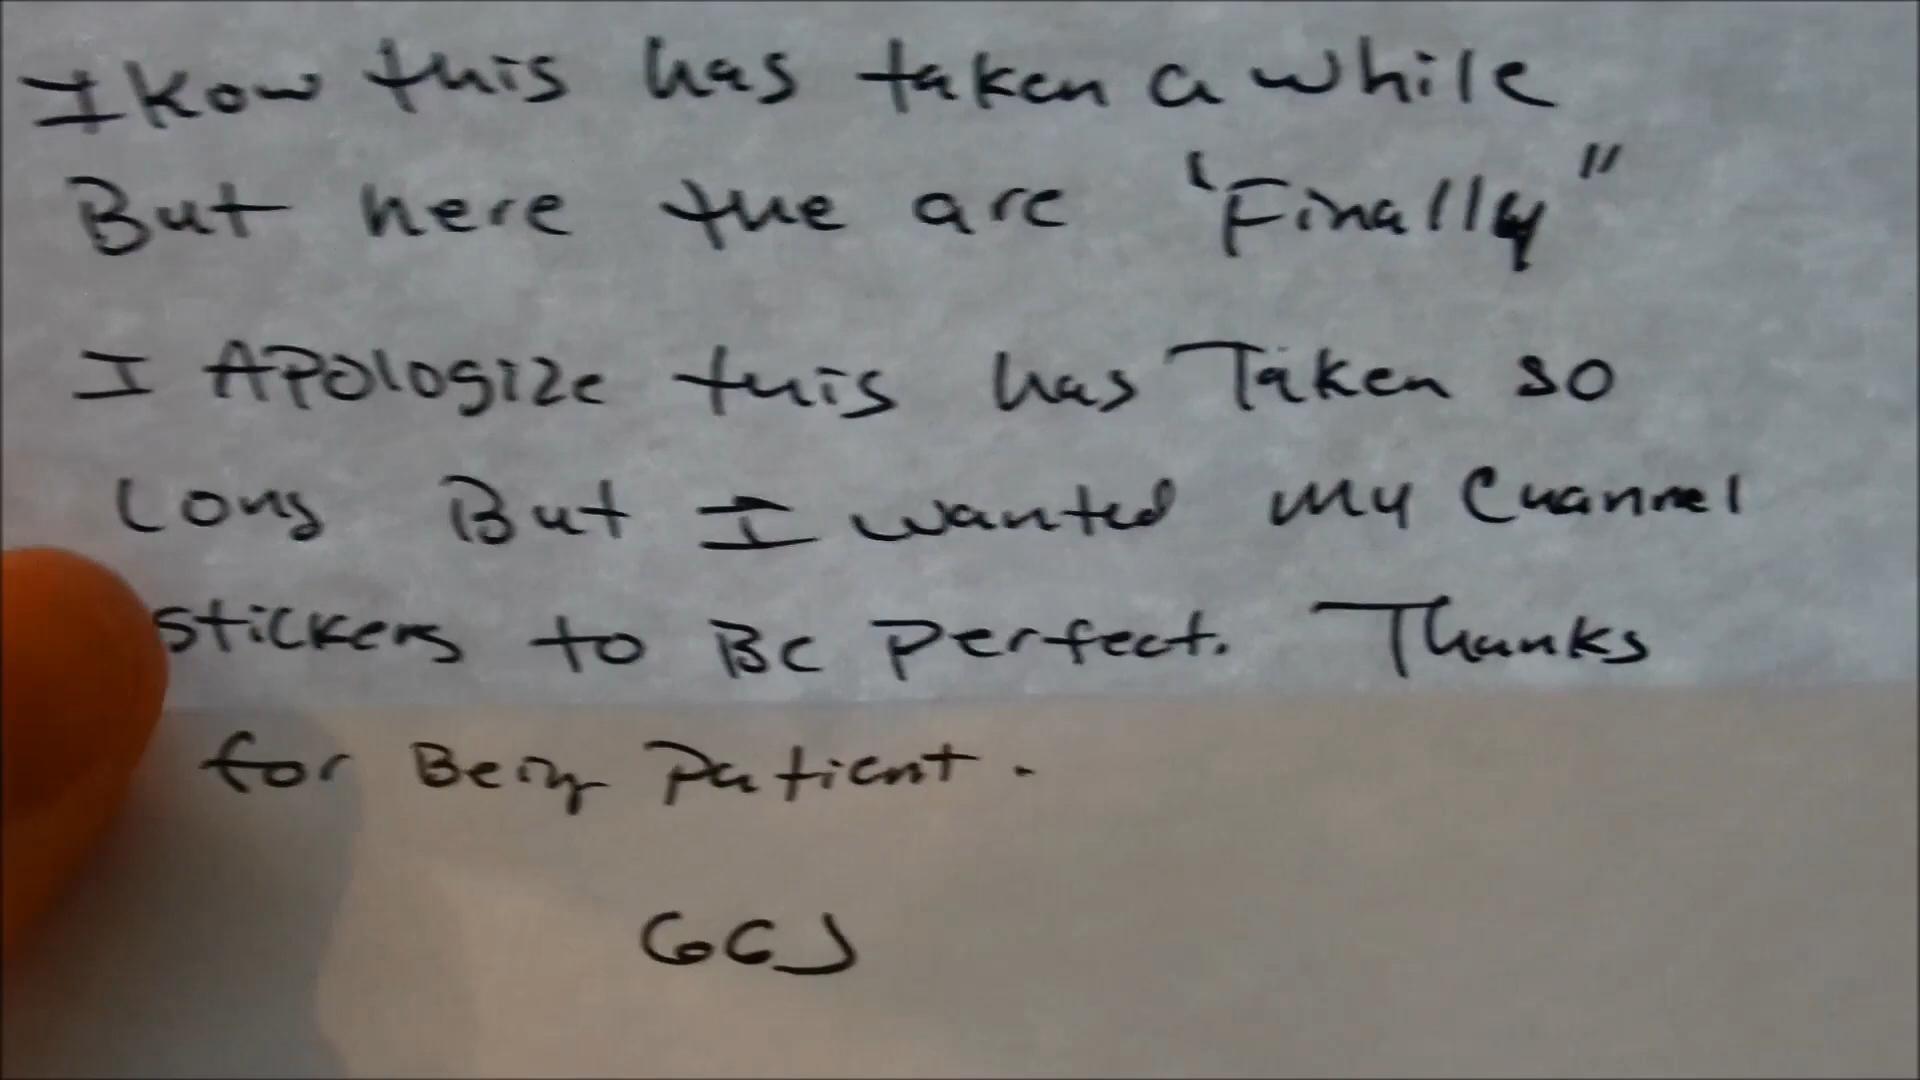 I Kow this has taken a while
But here the are "Finally"
I Apologize this has Taken so
Long But I wanted my Channel
stickers to Be Perfect. Thanks
for Being Patient.
GGJ